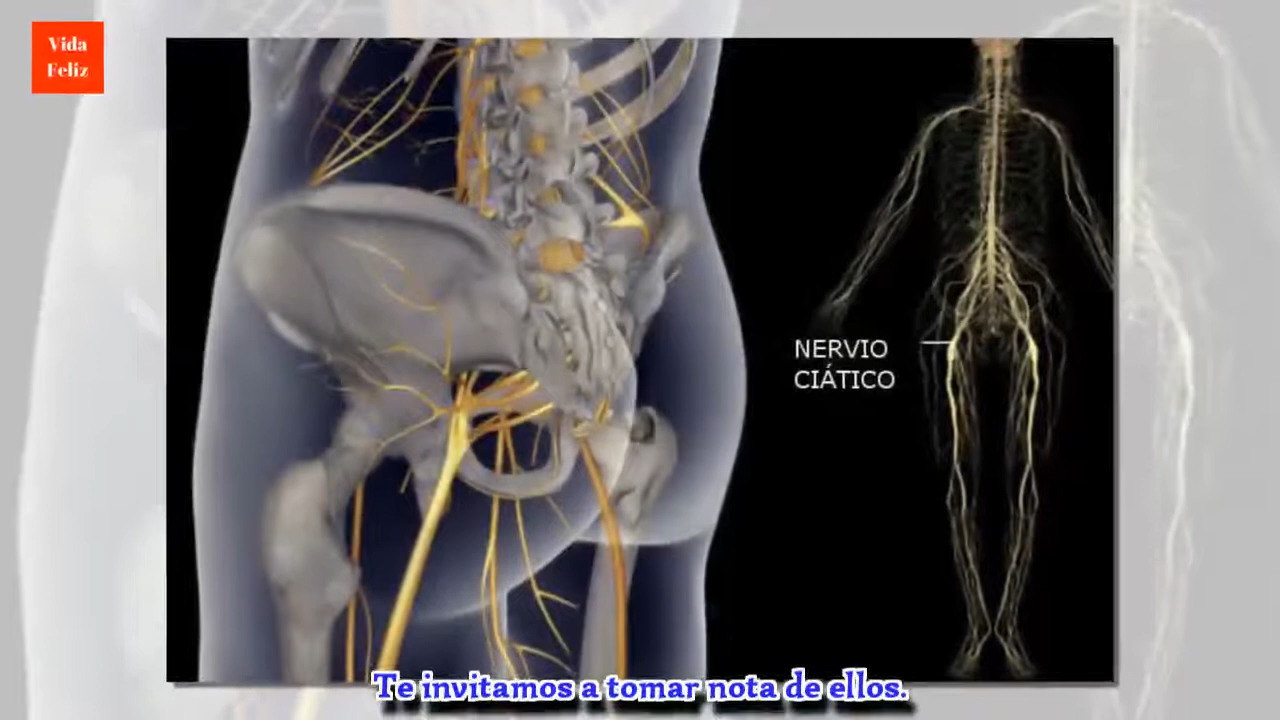 Vida
Feliz
NERVIO
CIÁTICO
Te invitamos a tomar nota de ellos.